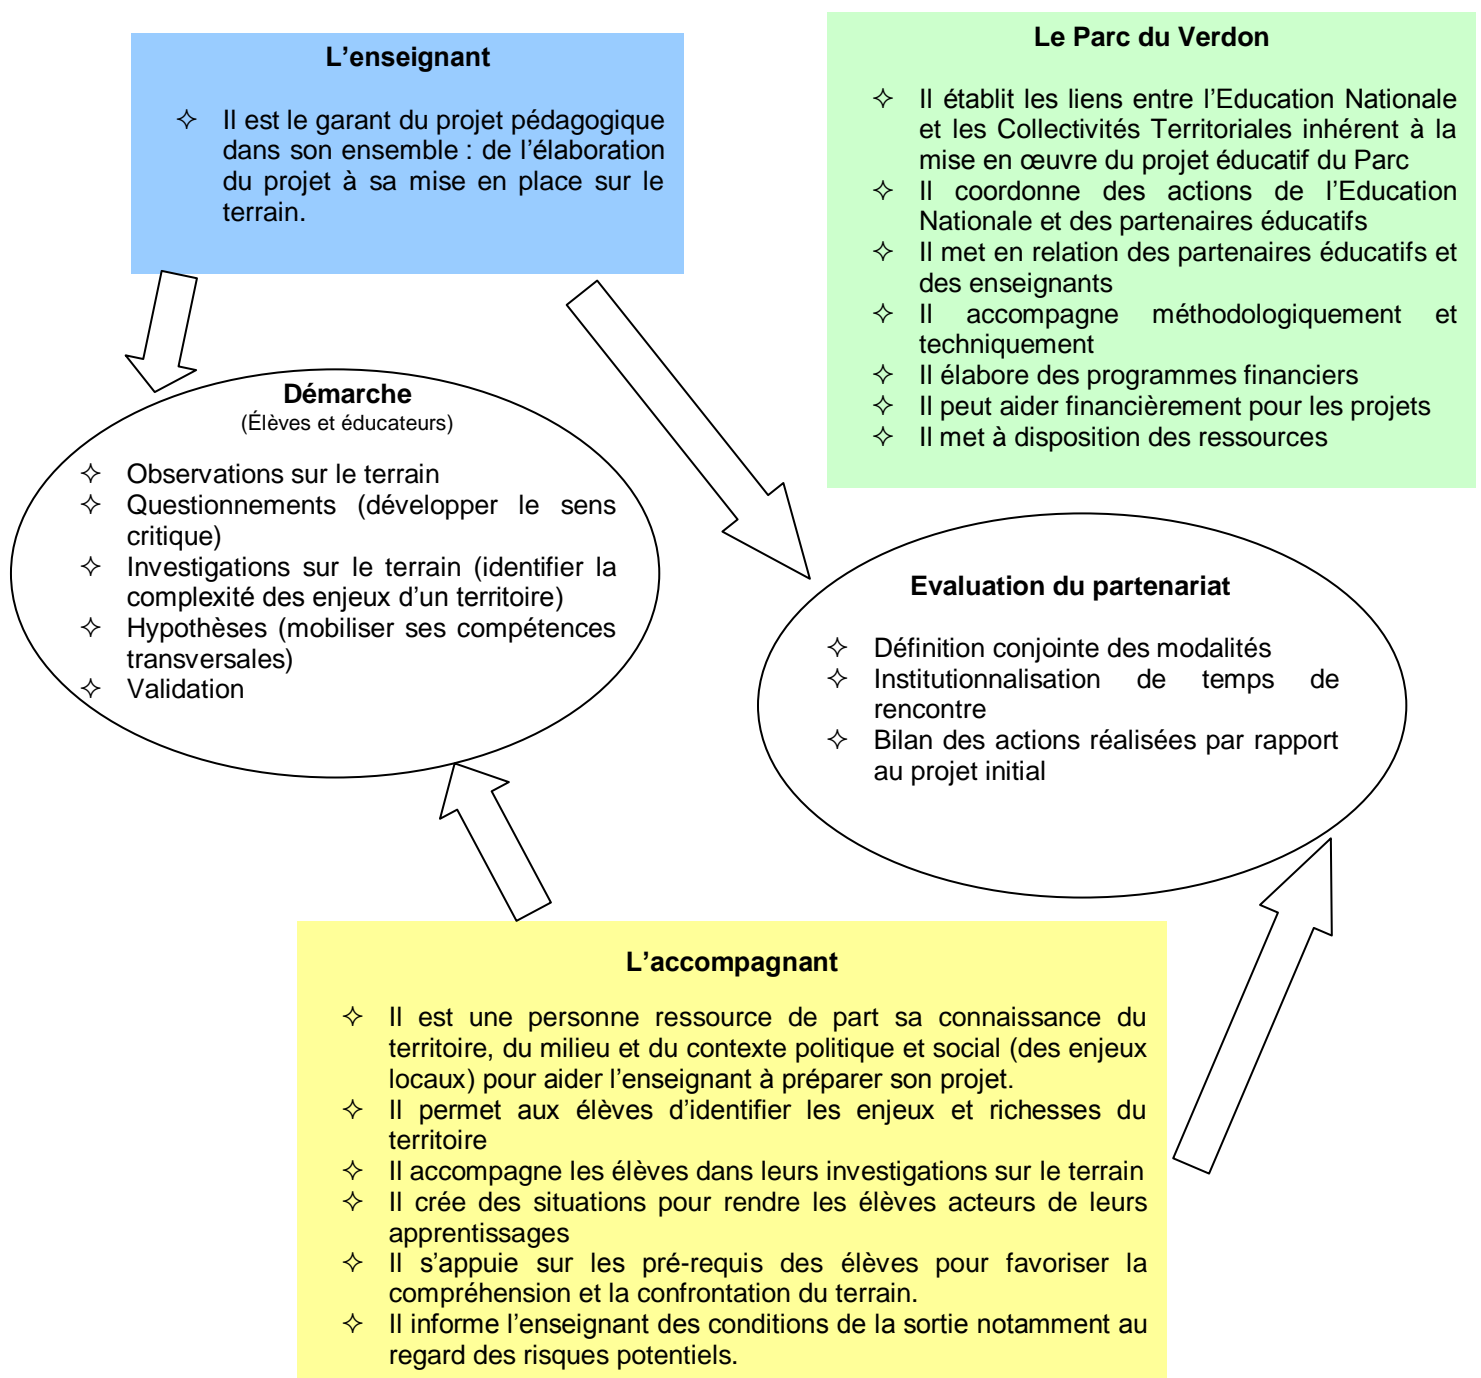 L’enseignant
✧ Il est le garant du projet pédagogique
dans son ensemble : de l’élaboration
du projet à sa mise en place sur le
terrain.
Le Parc du Verdon
✧ Il établit les liens entre l’Education Nationale
et les Collectivités Territoriales inhérent à la
mise en œuvre du projet éducatif du Parc
✧ Il coordonne des actions de l’Education
Nationale et des partenaires éducatifs
✧ Il met en relation des partenaires éducatifs et
des enseignants
✧ Il accompagne méthodologiquement et
techniquement
✧ Il élabore des programmes financiers
✧ Il peut aider financièrement pour les projets
✧ Il met à disposition des ressources
Démarche
(Élèves et éducateurs)
✧ Observations sur le terrain
✧ Questionnements (développer le sens
critique)
✧ Investigations sur le terrain (identifier la
complexité des enjeux d’un territoire)
✧ Hypothèses (mobiliser ses compétences
transversales)
✧ Validation
Evaluation du partenariat
✧ Définition conjointe des modalités
✧ Institutionnalisation de temps de
rencontre
✧ Bilan des actions réalisées par rapport
au projet initial
L’accompagnant
✧ Il est une personne ressource de part sa connaissance du
territoire, du milieu et du contexte politique et social (des enjeux
locaux) pour aider l’enseignant à préparer son projet.
✧ Il permet aux élèves d’identifier les enjeux et richesses du
territoire
✧ Il accompagne les élèves dans leurs investigations sur le terrain
✧ Il crée des situations pour rendre les élèves acteurs de leurs
apprentissages
✧ Il s’appuie sur les pré-requis des élèves pour favoriser la
compréhension et la confrontation du terrain.
✧ Il informe l’enseignant des conditions de la sortie notamment au
regard des risques potentiels.